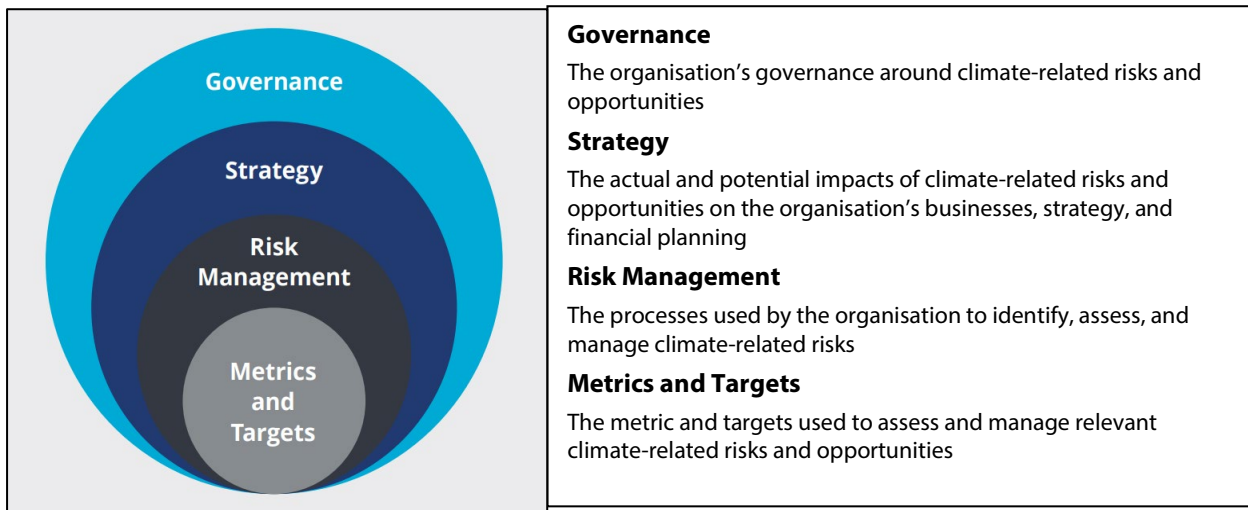 Governance
Strategy
Risk
Management
Metrics
and
Targets
Governance
The organisation’s governance around climate-related risks and
opportunities
Strategy
The actual and potential impacts of climate-related risks and
opportunities on the organisation’s businesses, strategy, and
financial planning
Risk Management
The processes used by the organisation to identify, assess, and
manage climate-related risks
Metrics and Targets
The metric and targets used to assess and manage relevant
climate-related risks and opportunities